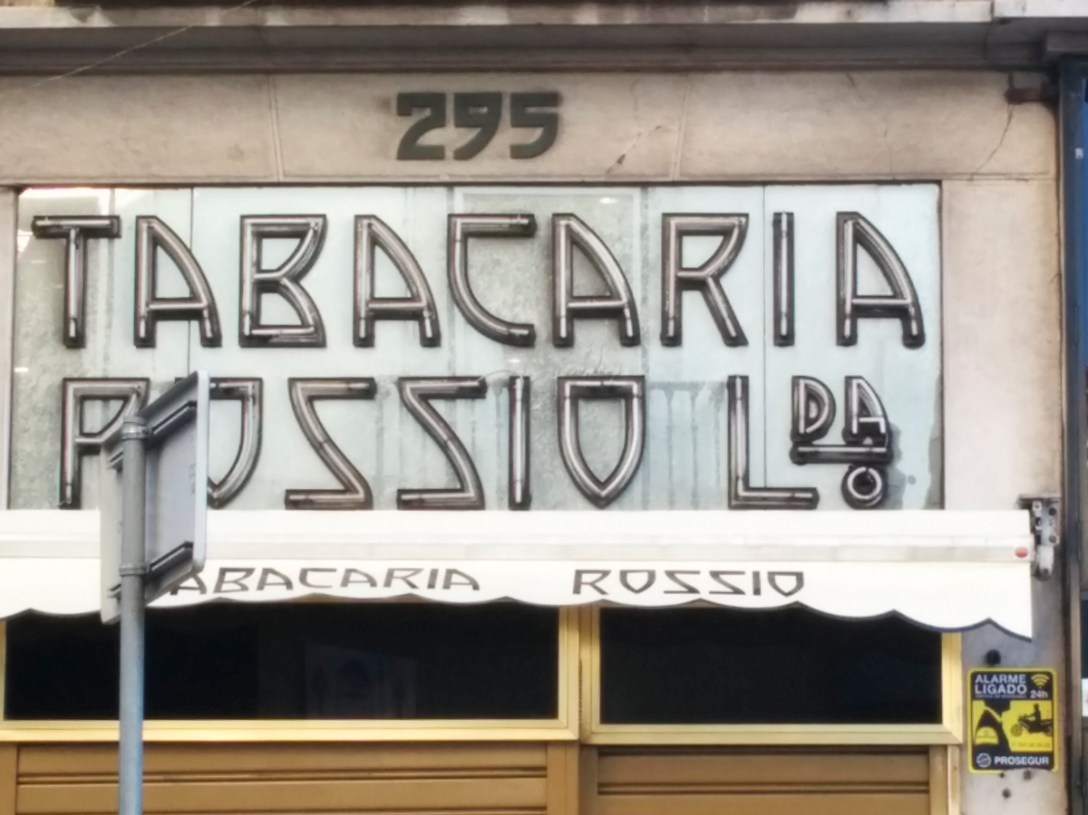 295
TABACARIA
ROSSIO LDA.
TABACARIA ROSSIO
ALARME
LIGADO
24h
PROSEGUR